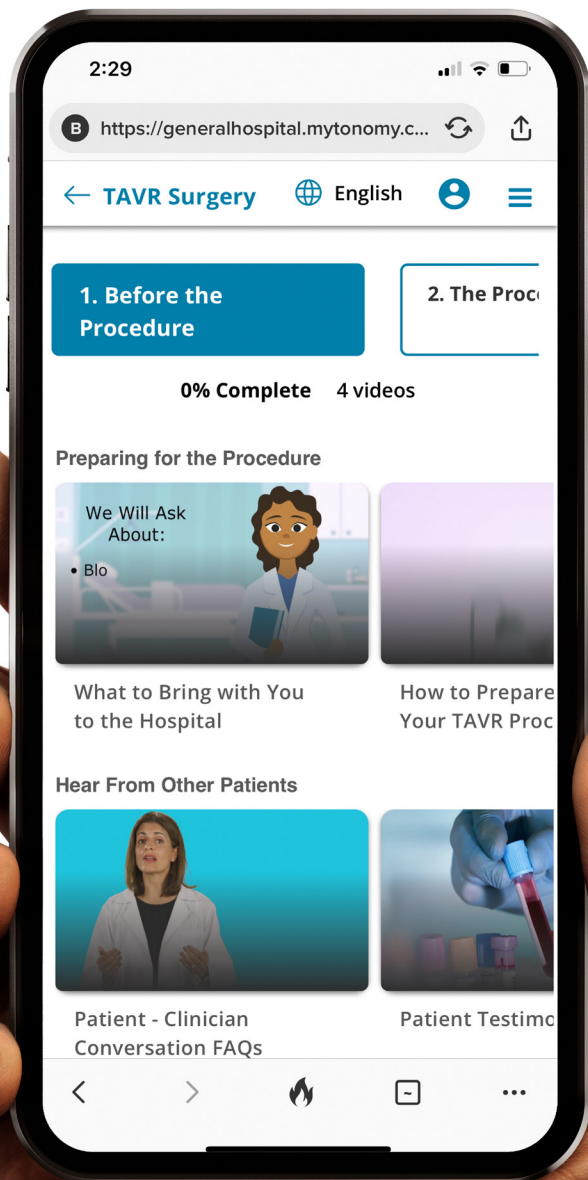 2:29
B https://generalhospital.mytonomy.c...
← TAVR Surgery English
1. Before the
Procedure
2. The Proc
0% Complete 4 videos
Preparing for the Procedure
We Will Ask
About:
• Blo
What to Bring with You
to the Hospital
How to Prepare
Your TAVR Proc
Hear From Other Patients
Patient - Clinician
Conversation FAQs
Patient Testimo
~